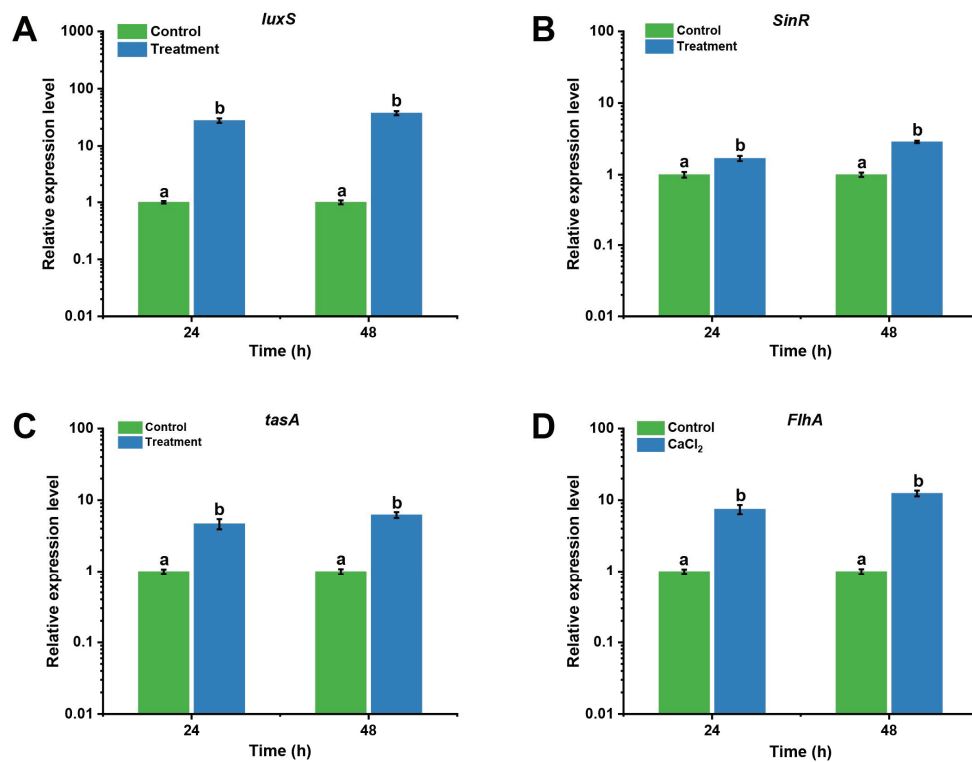 A
luxS
Control
Treatment
Relative expression level
1000
100
10
1
0.1
0.01
a
b
a
b
24
48
Time (h)
B
SinR
Control
Treatment
Relative expression level
100
10
1
0.1
0.01
a
b
a
b
24
48
Time (h)
C
tasA
Control
Treatment
Relative expression level
100
10
1
0.1
0.01
a
b
a
b
24
48
Time (h)
D
FlhA
Control
CaCl₂
Relative expression level
100
10
1
0.1
0.01
a
b
a
b
24
48
Time (h)